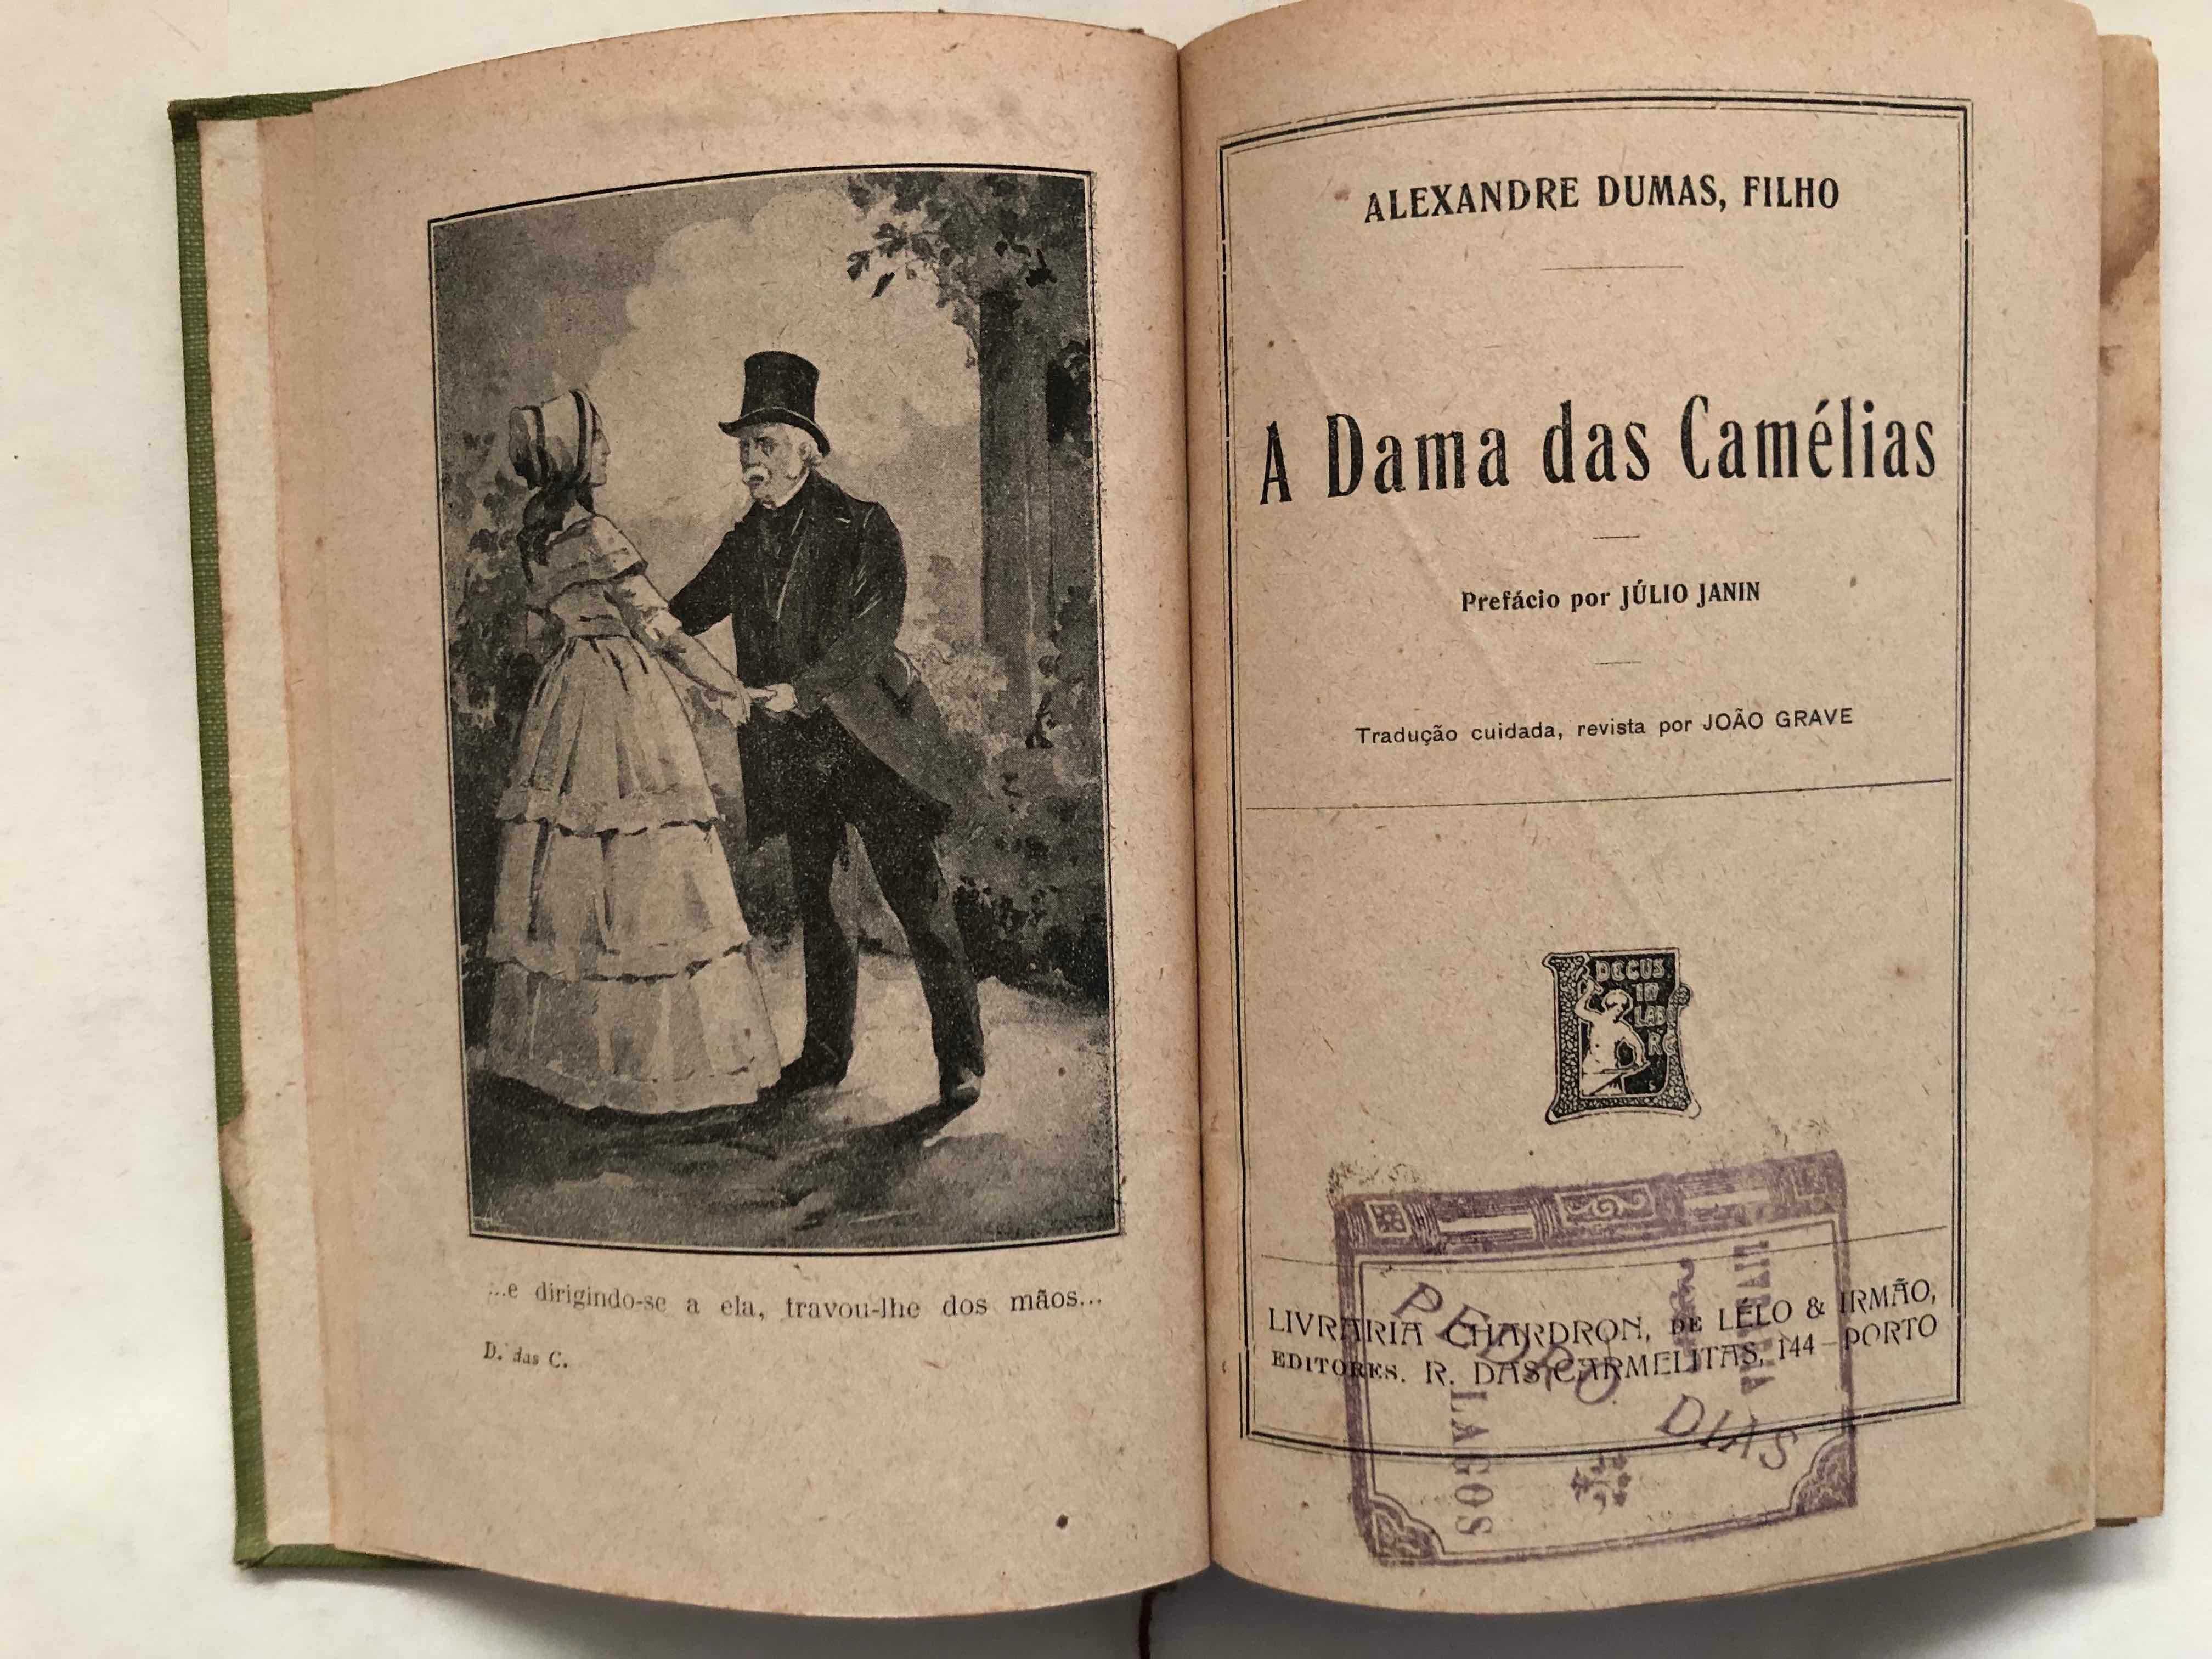 ...e dirigindo-se a ela, travou-lhe dos mãos...
D. das C.
ALEXANDRE DUMAS, FILHO
A Dama das Camélias
Prefácio por JÚLIO JANIN
Tradução cuidada, revista por JOÃO GRAVE
DECUS
IN
LABO
RE
LIVRARIA CHARDRON, DE LÉLO & IRMÃO,
EDITORES. R. DAS CARMELITAS, 144 – PORTO
PEDRO DIAS
LAGOS